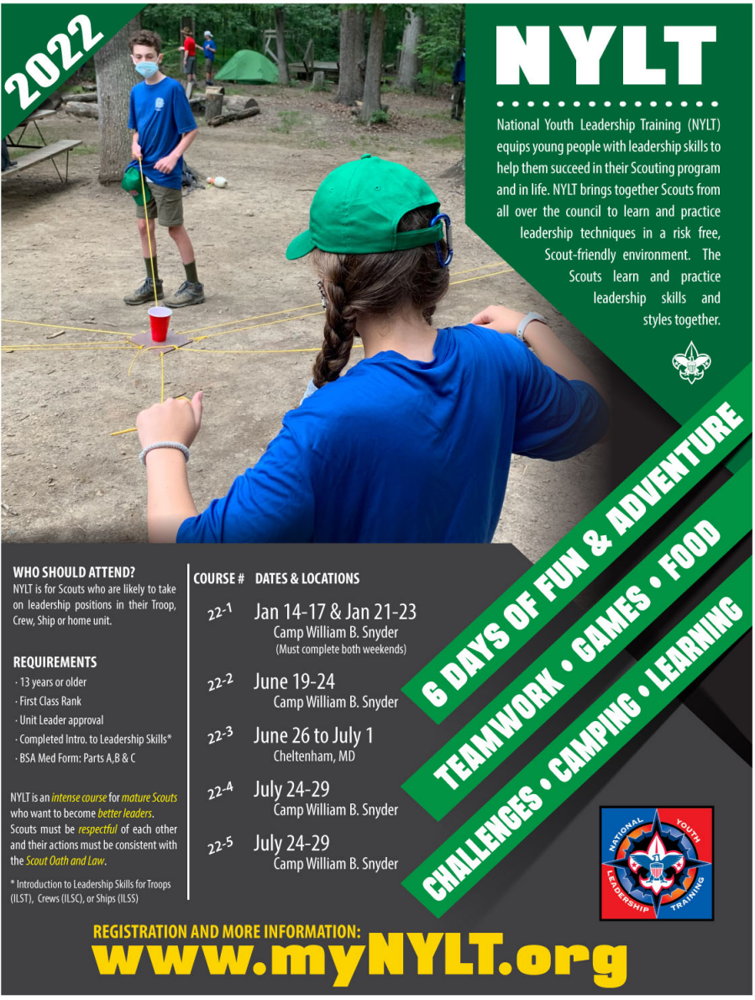 2022
NYLT
National Youth Leadership Training (NYLT)
equips young people with leadership skills to
help them succeed in their Scouting program
and in life. NYLT brings together Scouts from
all over the council to learn and practice
leadership techniques in a risk free,
Scout-friendly environment. The
Scouts learn and practice
leadership skills and
styles together.
6 DAYS OF FUN & ADVENTURE
TEAMWORK • GAMES • FOOD
CHALLENGES • CAMPING • LEARNING
WHO SHOULD ATTEND?
NYLT is for Scouts who are likely to take
on leadership positions in their Troop,
Crew, Ship or home unit.
REQUIREMENTS
· 13 years or older
· First Class Rank
· Unit Leader approval
· Completed Intro. to Leadership Skills*
· BSA Med Form: Parts A,B & C
NYLT is an intense course for mature Scouts
who want to become better leaders.
Scouts must be respectful of each other
and their actions must be consistent with
the Scout Oath and Law.
* Introduction to Leadership Skills for Troops
(ILST), Crews (ILSC), or Ships (ILSS)
COURSE # DATES & LOCATIONS
22-1 Jan 14-17 & Jan 21-23
Camp William B. Snyder
(Must complete both weekends)
22-2 June 19-24
Camp William B. Snyder
22-3 June 26 to July 1
Cheltenham, MD
22-4 July 24-29
Camp William B. Snyder
22-5 July 24-29
Camp William B. Snyder
NATIONAL YOUTH
LEADERSHIP TRAINING
REGISTRATION AND MORE INFORMATION:
www.myNYLT.org